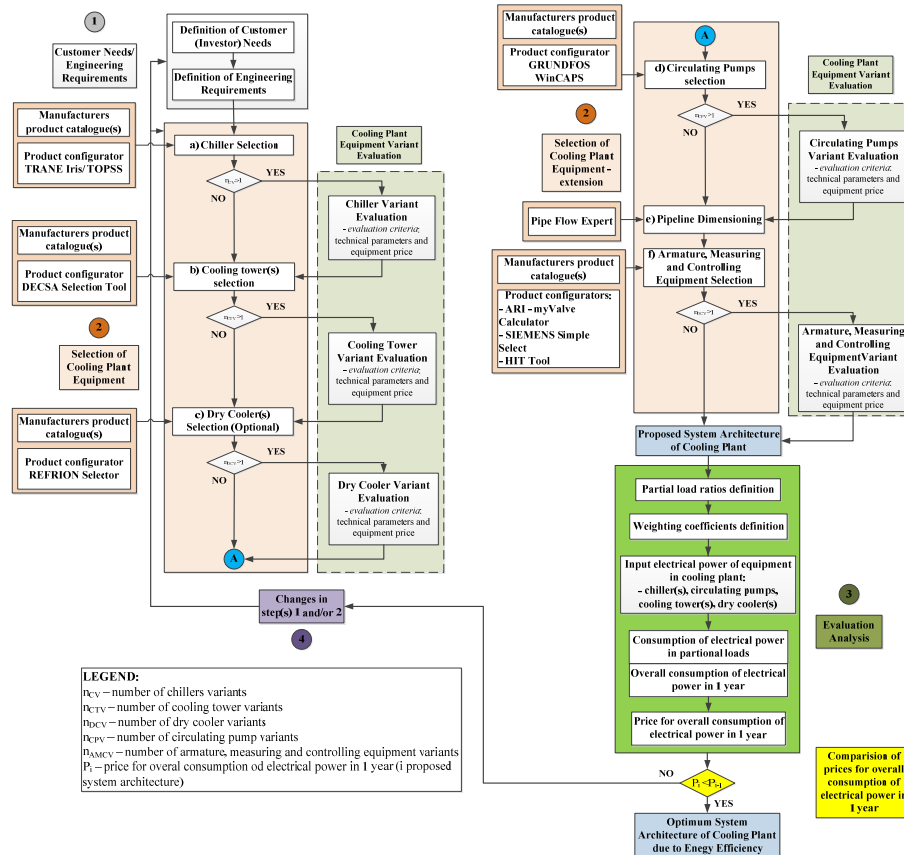 1
Customer Needs/
Engineering
Requirements
Definition of Customer
(Investor) Needs
Definition of Engineering
Requirements
Manufacturers
product catalogue(s)
Product configurator
TRANE Iris/TOPSS
a) Chiller Selection
Cooling Plant
Equipment Variant
Evaluation
nCV>1
YES
NO
Chiller Variant
Evaluation
- evaluation criteria:
technical parameters and
equipment price
Manufacturers product
catalogue(s)
Product configurator
DECSA Selection Tool
b) Cooling tower(s)
selection
nCTV>1
YES
NO
2
Selection of
Cooling Plant
Equipment
Cooling Tower
Variant Evaluation
- evaluation criteria:
technical parameters and
equipment price
Manufacturers product
catalogue(s)
Product configurator
REFRION Selector
c) Dry Cooler(s)
Selection (Optional)
nDCV>1
YES
NO
Dry Cooler Variant
Evaluation
- evaluation criteria:
technical parameters and
equipment price
A
Changes in
step(s) 1 and/or 2
4
LEGEND:
nCV – number of chillers variants
nCTV – number of cooling tower variants
nDCV – number of dry cooler variants
nCPV – number of circulating pump variants
nAMCV – number of armature, measuring and controlling equipment variants
Pi – price for overal consumption od electrical power in 1 year (i proposed
system architecture)
Manufacturers product
catalogue(s)
Product configurator
GRUNDFOS
WinCAPS
A
d) Circulating Pumps
selection
Cooling Plant
Equipment Variant
Evaluation
nCPV>1
YES
NO
2
Selection of
Cooling Plant
Equipment –
extension
Circulating Pumps
Variant Evaluation
- evaluation criteria:
technical parameters and
equipment price
Pipe Flow Expert
e) Pipeline Dimensioning
Manufacturers product
catalogue(s)
Product configurators:
- ARI - myValve
Calculator
- SIEMENS Simple
Select
- HIT Tool
f) Armature, Measuring
and Controlling
Equipment Selection
YES
NO
Armature, Measuring
and Controlling
EquipmentVariant
Evaluation
- evaluation criteria:
technical parameters and
equipment price
Proposed System Architecture
of Cooling Plant
Partial load ratios definition
Weighting coefficients definition
Input electrical power of equipment
in cooling plant:
- chiller(s), circulating pumps,
cooling tower(s), dry cooler(s)
3
Evaluation
Analysis
Consumption of electrical power
in partional loads
Overall consumption of electrical
power in 1 year
Price for overall consumption of
electrical power in 1 year
NO
Pi <Pi-1
YES
Comparision of
prices for overall
consumption of
electrical power in
1 year
Optimum System
Architecture of Cooling Plant
due to Enegy Efficiency